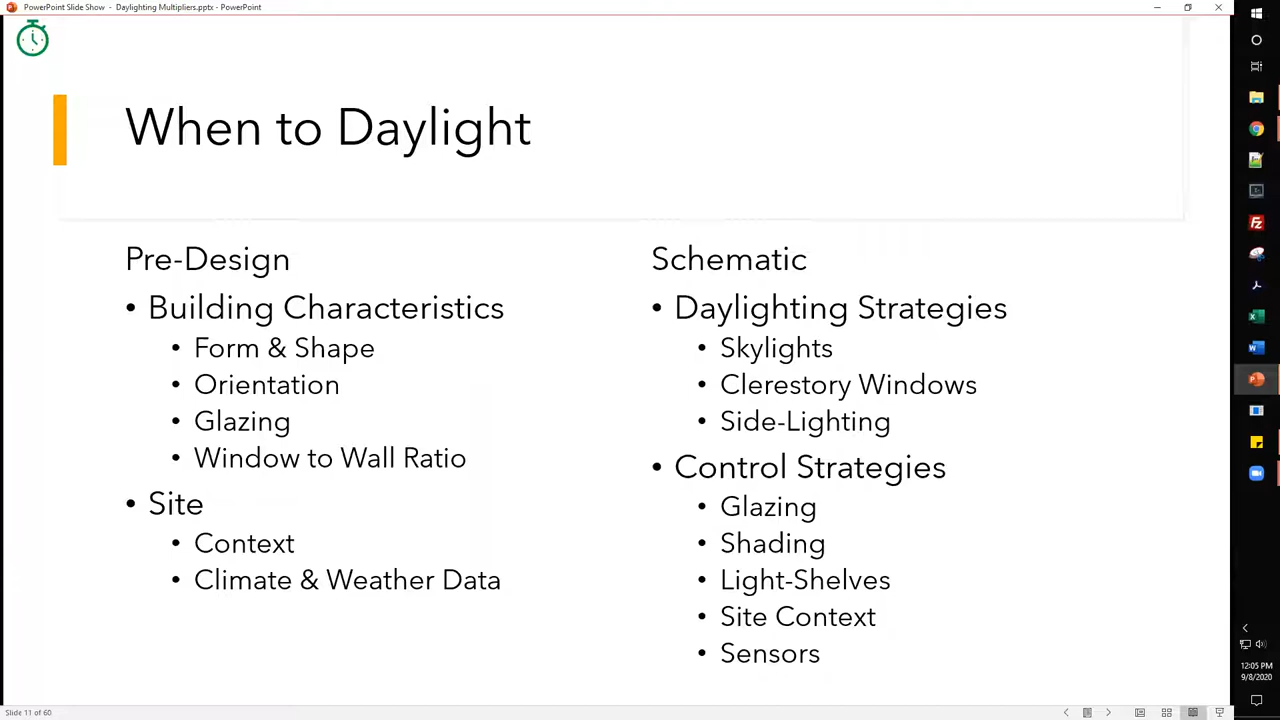 PowerPoint Slide Show - Daylighting Multipliers.pptx - PowerPoint
When to Daylight
Pre-Design
• Building Characteristics
• Form & Shape
• Orientation
• Glazing
• Window to Wall Ratio
• Site
• Context
• Climate & Weather Data
Schematic
• Daylighting Strategies
• Skylights
• Clerestory Windows
• Side-Lighting
• Control Strategies
• Glazing
• Shading
• Light-Shelves
• Site Context
• Sensors
12:05 PM
9/8/2020
Slide 11 of 60